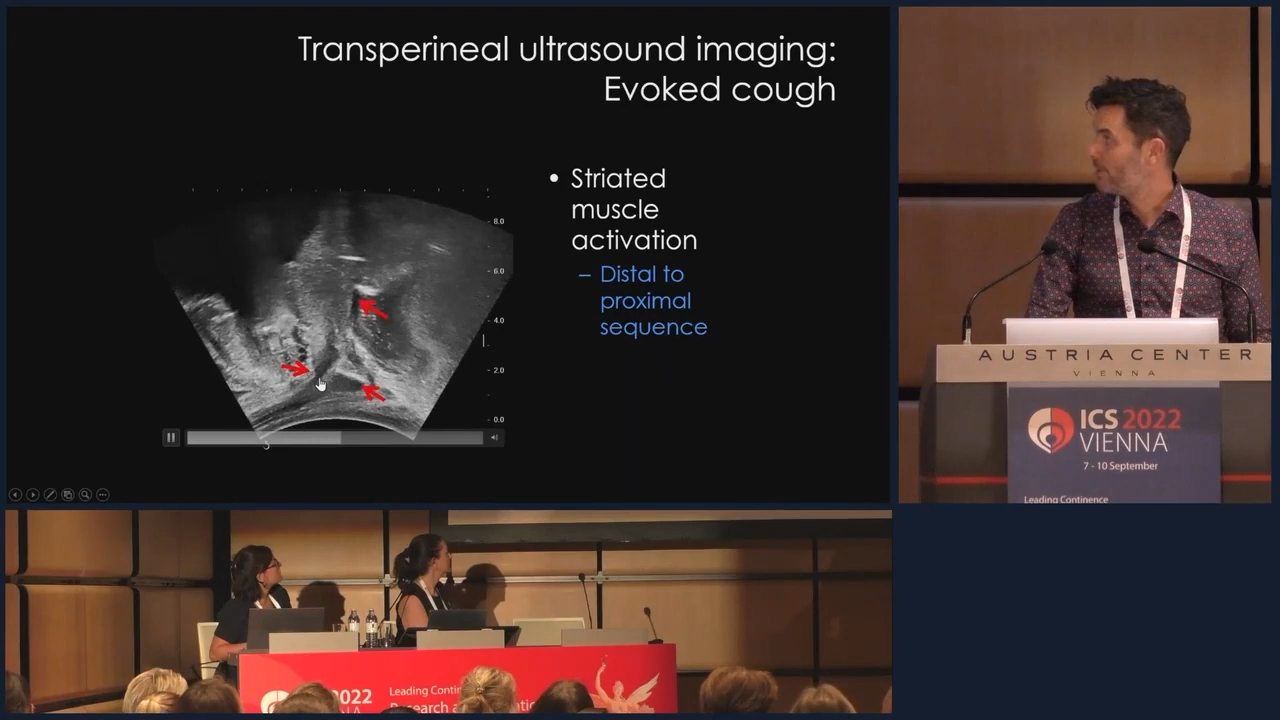 Transperineal ultrasound imaging:
Evoked cough
• Striated
muscle
activation
– Distal to
proximal
sequence
8.0
6.0
4.0
2.0
0.0
AUSTRIA CENTER
VIENNA
ICS 2022
VIENNA
7 - 10 September
Leading Continence
2022
Leading
Research